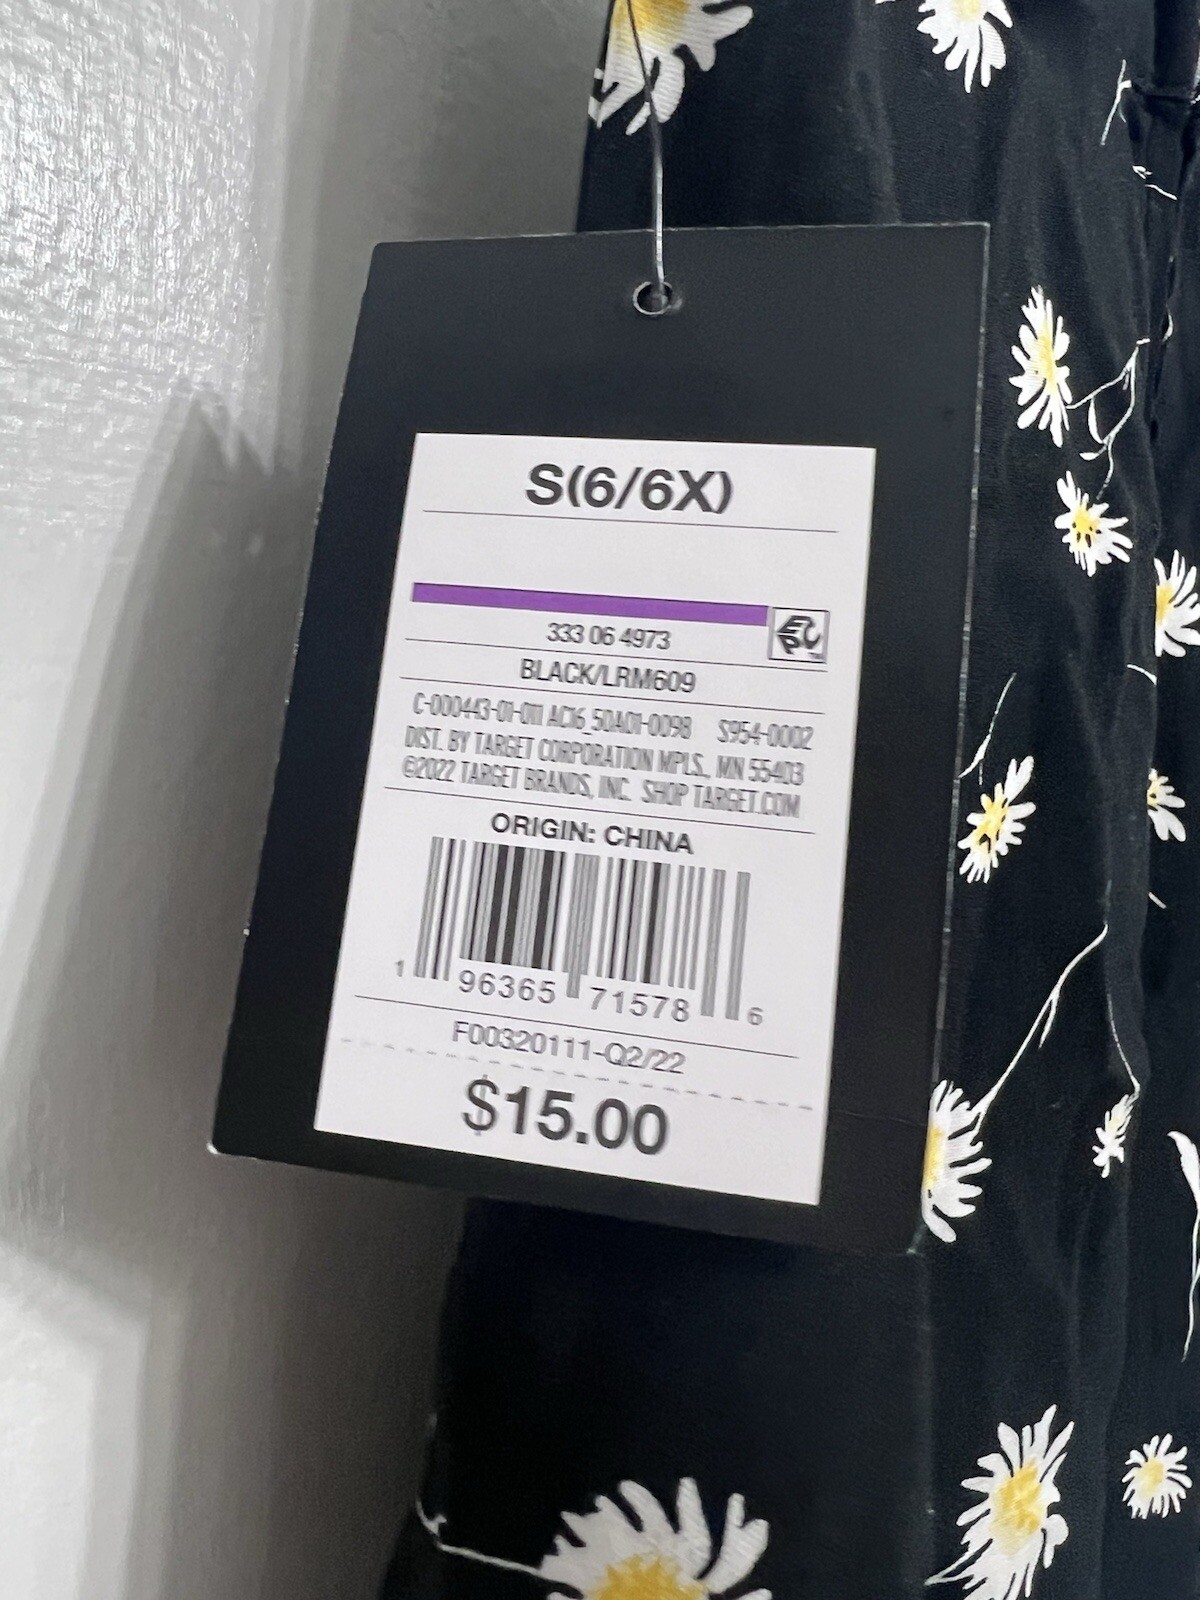 S(6/6X)
EPC™
333 06 4973
BLACK/LRM609
C-000443-01-011 AC16_50A01-0098 S954-0002
DIST. BY TARGET CORPORATION MPLS., MN 55403
©2022 TARGET BRANDS, INC. SHOP TARGET.COM
ORIGIN: CHINA
1 96365 71578 6
F00320111-Q2/22
$15.00